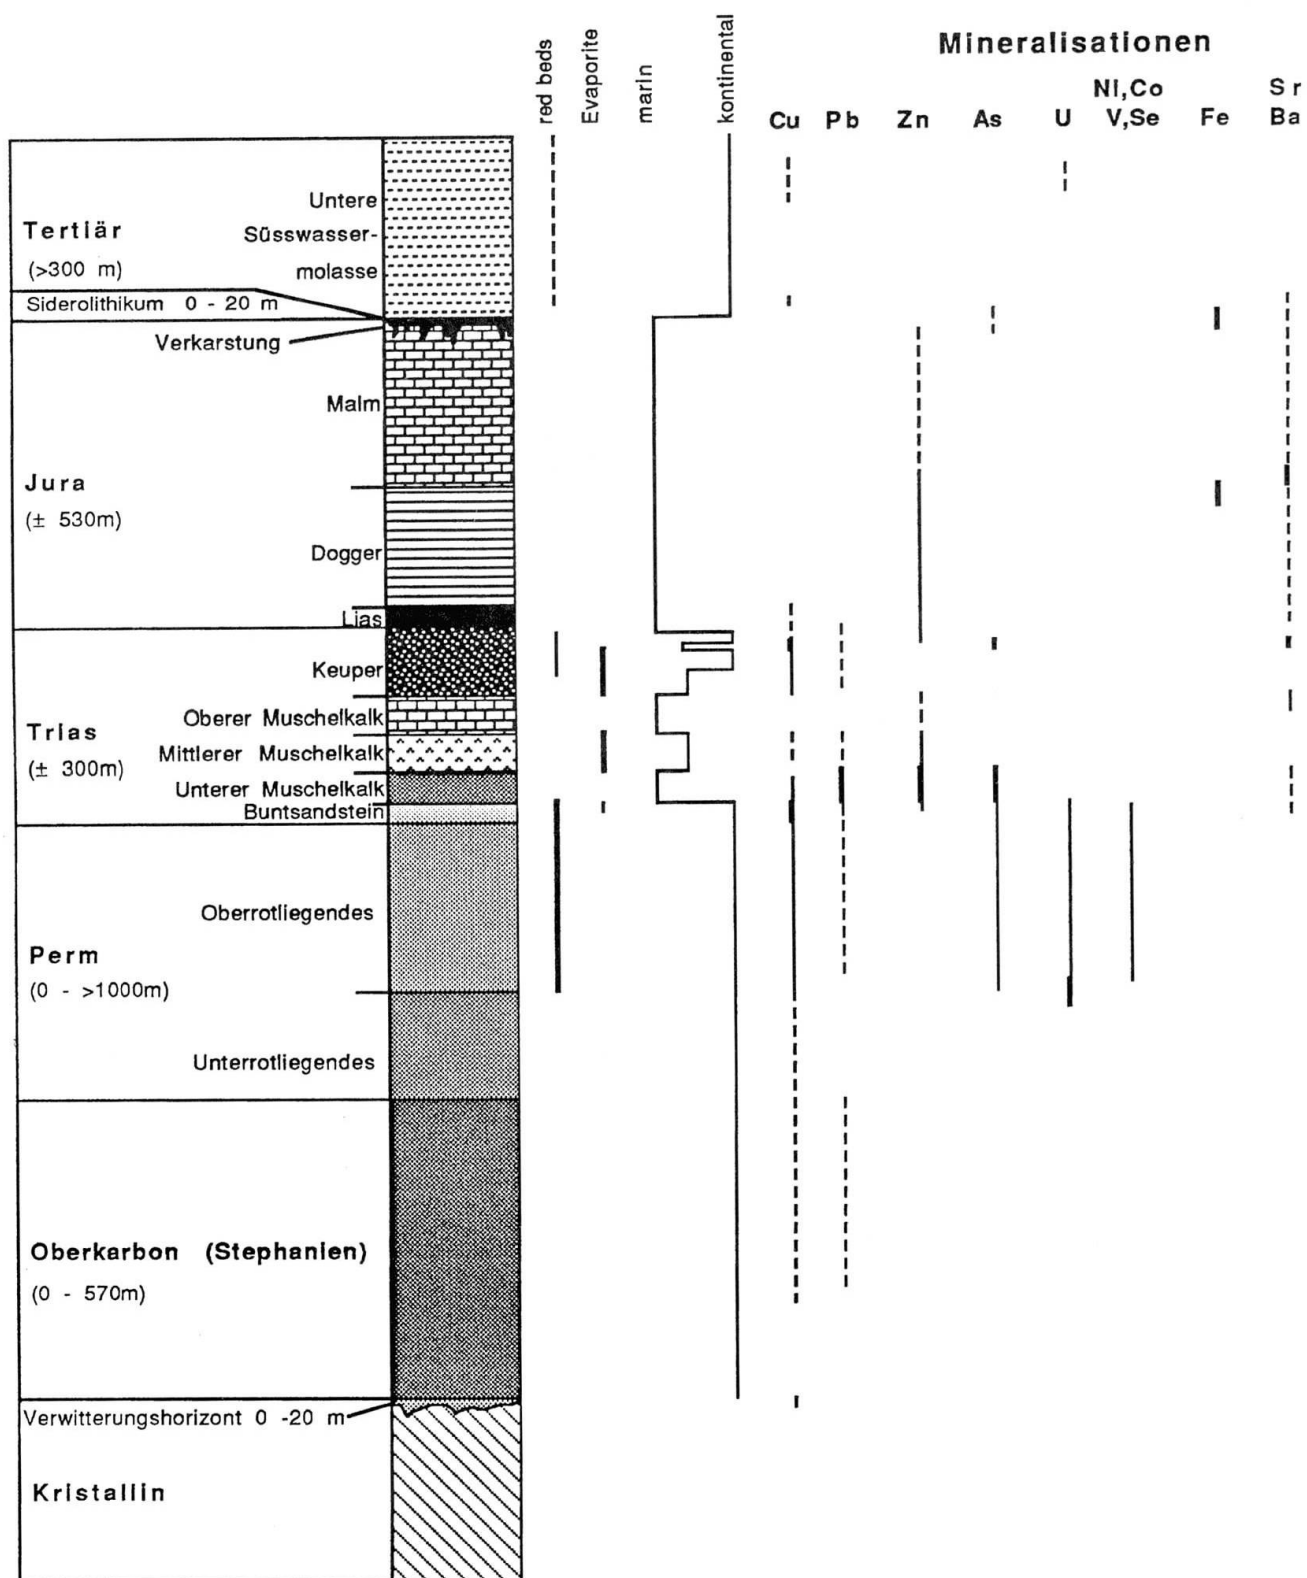 Mineralisationen
red beds
Evaporite
marin
kontinental
Cu
Pb
Zn
As
U
Ni,Co
V,Se
Fe
Sr
Ba
Untere
Tertiär
Süsswasser-
(>300 m)
molasse
Siderolithikum 0 - 20 m
Verkarstung
Malm
Jura
(± 530m)
Dogger
Lias
Keuper
Oberer Muschelkalk
Trias
Mittlerer Muschelkalk
(± 300m)
Unterer Muschelkalk
Buntsandstein
Oberrotliegendes
Perm
(0 - >1000m)
Unterrotliegendes
Oberkarbon (Stephanien)
(0 - 570m)
Verwitterungshorizont 0 -20 m
Kristallin